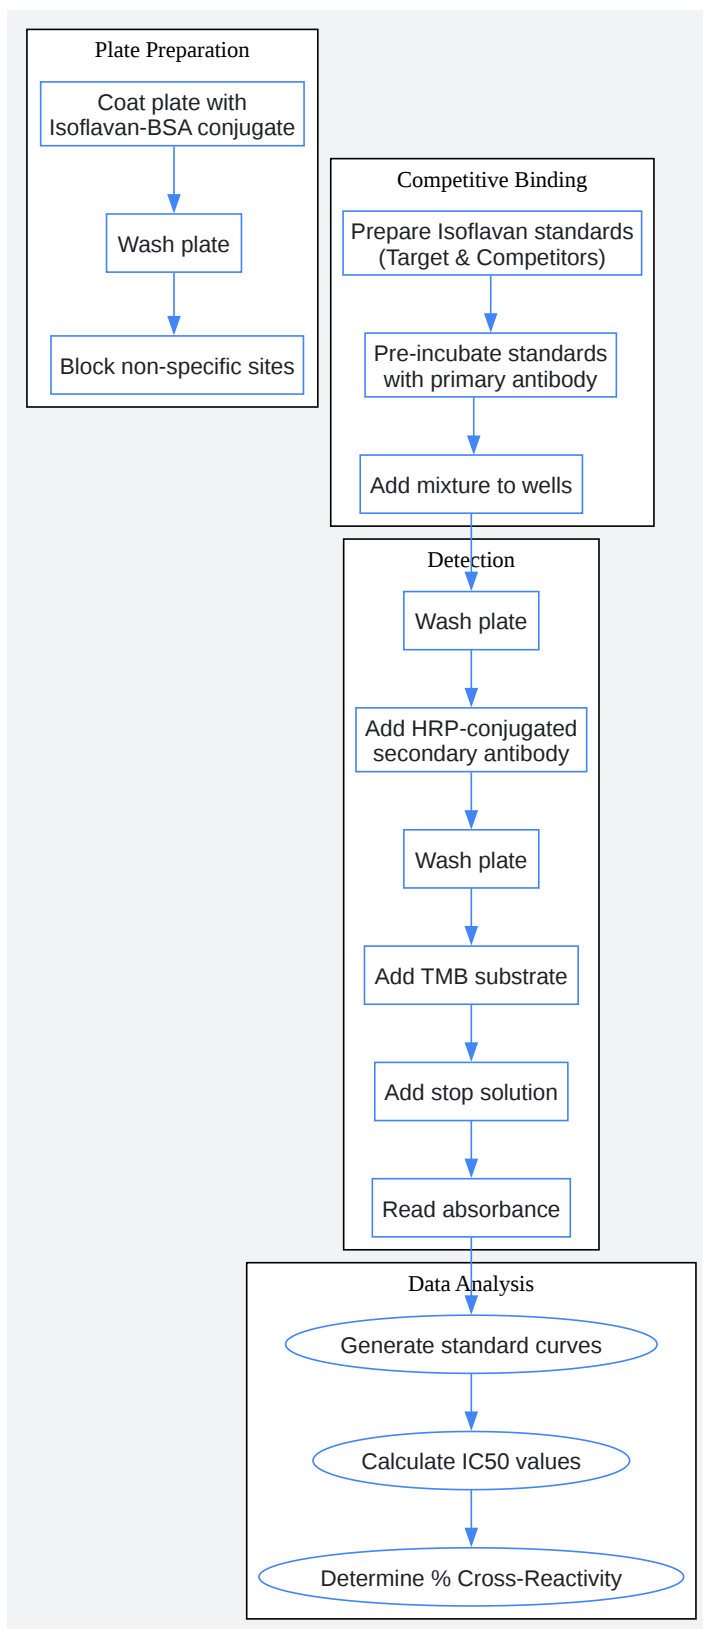 Plate Preparation
Coat plate with
Isoflavan-BSA conjugate
Wash plate
Block non-specific sites
Competitive Binding
Prepare Isoflavan standards
(Target & Competitors)
Pre-incubate standards
with primary antibody
Add mixture to wells
Detection
Wash plate
Add HRP-conjugated
secondary antibody
Wash plate
Add TMB substrate
Add stop solution
Read absorbance
Data Analysis
Generate standard curves
Calculate IC50 values
Determine % Cross-Reactivity